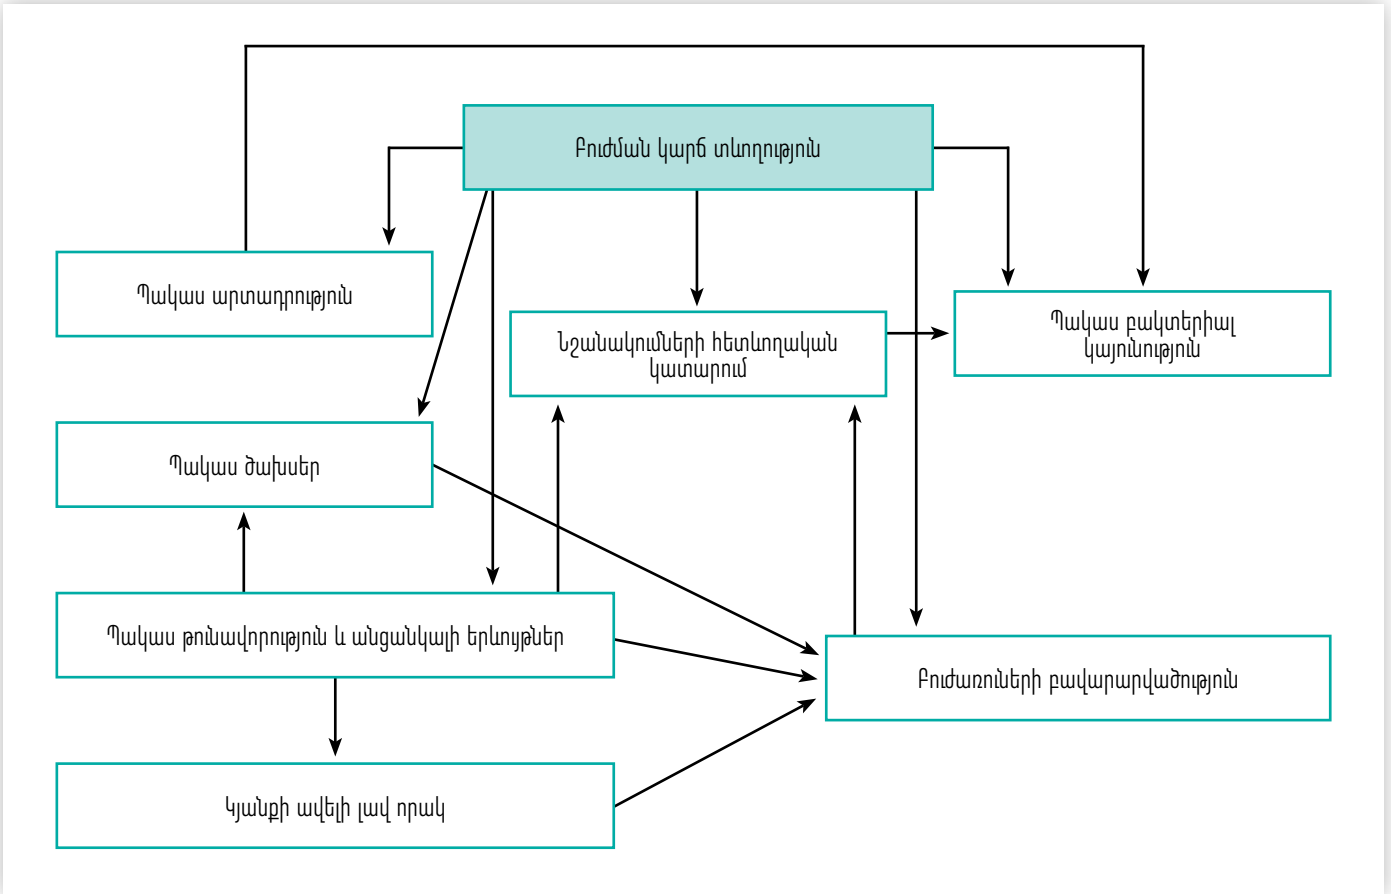 Բուժման կարճ տևողություն
Պակաս արտադրություն
Նշանակումների հետևողական
կատարում
Պակաս բակտերիալ
կայունություն
Պակաս ծախսեր
Պակաս թունավորություն և անցանկալի երևույթներ
Բուժառուների բավարարվածություն
Կյանքի ավելի լավ որակ